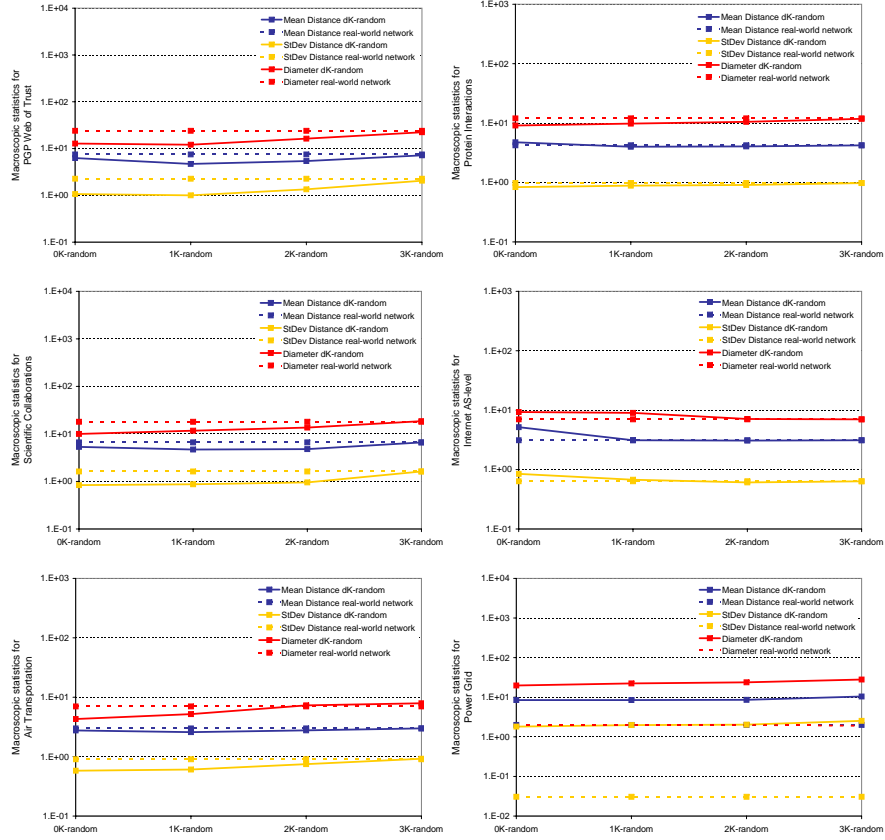 Macroscopic statistics for
PGP Web of Trust
1.E+04
1.E+03
1.E+02
1.E+01
1.E+00
1.E-01
0K-random
1K-random
2K-random
3K-random
Mean Distance dK-random
Mean Distance real-world network
StDev Distance dK-random
StDev Distance real-world network
Diameter dK-random
Diameter real-world network
Macroscopic statistics for
Protein Interactions
1.E+03
1.E+02
1.E+01
1.E+00
1.E-01
0K-random
1K-random
2K-random
3K-random
Mean Distance dK-random
Mean Distance real-world network
StDev Distance dK-random
StDev Distance real-world network
Diameter dK-random
Diameter real-world network
Macroscopic statistics for
Scientific Collaborations
1.E+04
1.E+03
1.E+02
1.E+01
1.E+00
1.E-01
0K-random
1K-random
2K-random
3K-random
Mean Distance dK-random
Mean Distance real-world network
StDev Distance dK-random
StDev Distance real-world network
Diameter dK-random
Diameter real-world network
Macroscopic statistics for
Internet AS-level
1.E+03
1.E+02
1.E+01
1.E+00
1.E-01
0K-random
1K-random
2K-random
3K-random
Mean Distance dK-random
Mean Distance real-world network
StDev Distance dK-random
StDev Distance real-world network
Diameter dK-random
Diameter real-world network
Macroscopic statistics for
Air Transportation
1.E+03
1.E+02
1.E+01
1.E+00
1.E-01
0K-random
1K-random
2K-random
3K-random
Mean Distance dK-random
Mean Distance real-world network
StDev Distance dK-random
StDev Distance real-world network
Diameter dK-random
Diameter real-world network
Macroscopic statistics for
Power Grid
1.E+04
1.E+03
1.E+02
1.E+01
1.E+00
1.E-01
1.E-02
0K-random
1K-random
2K-random
3K-random
Mean Distance dK-random
Mean Distance real-world network
StDev Distance dK-random
StDev Distance real-world network
Diameter dK-random
Diameter real-world network